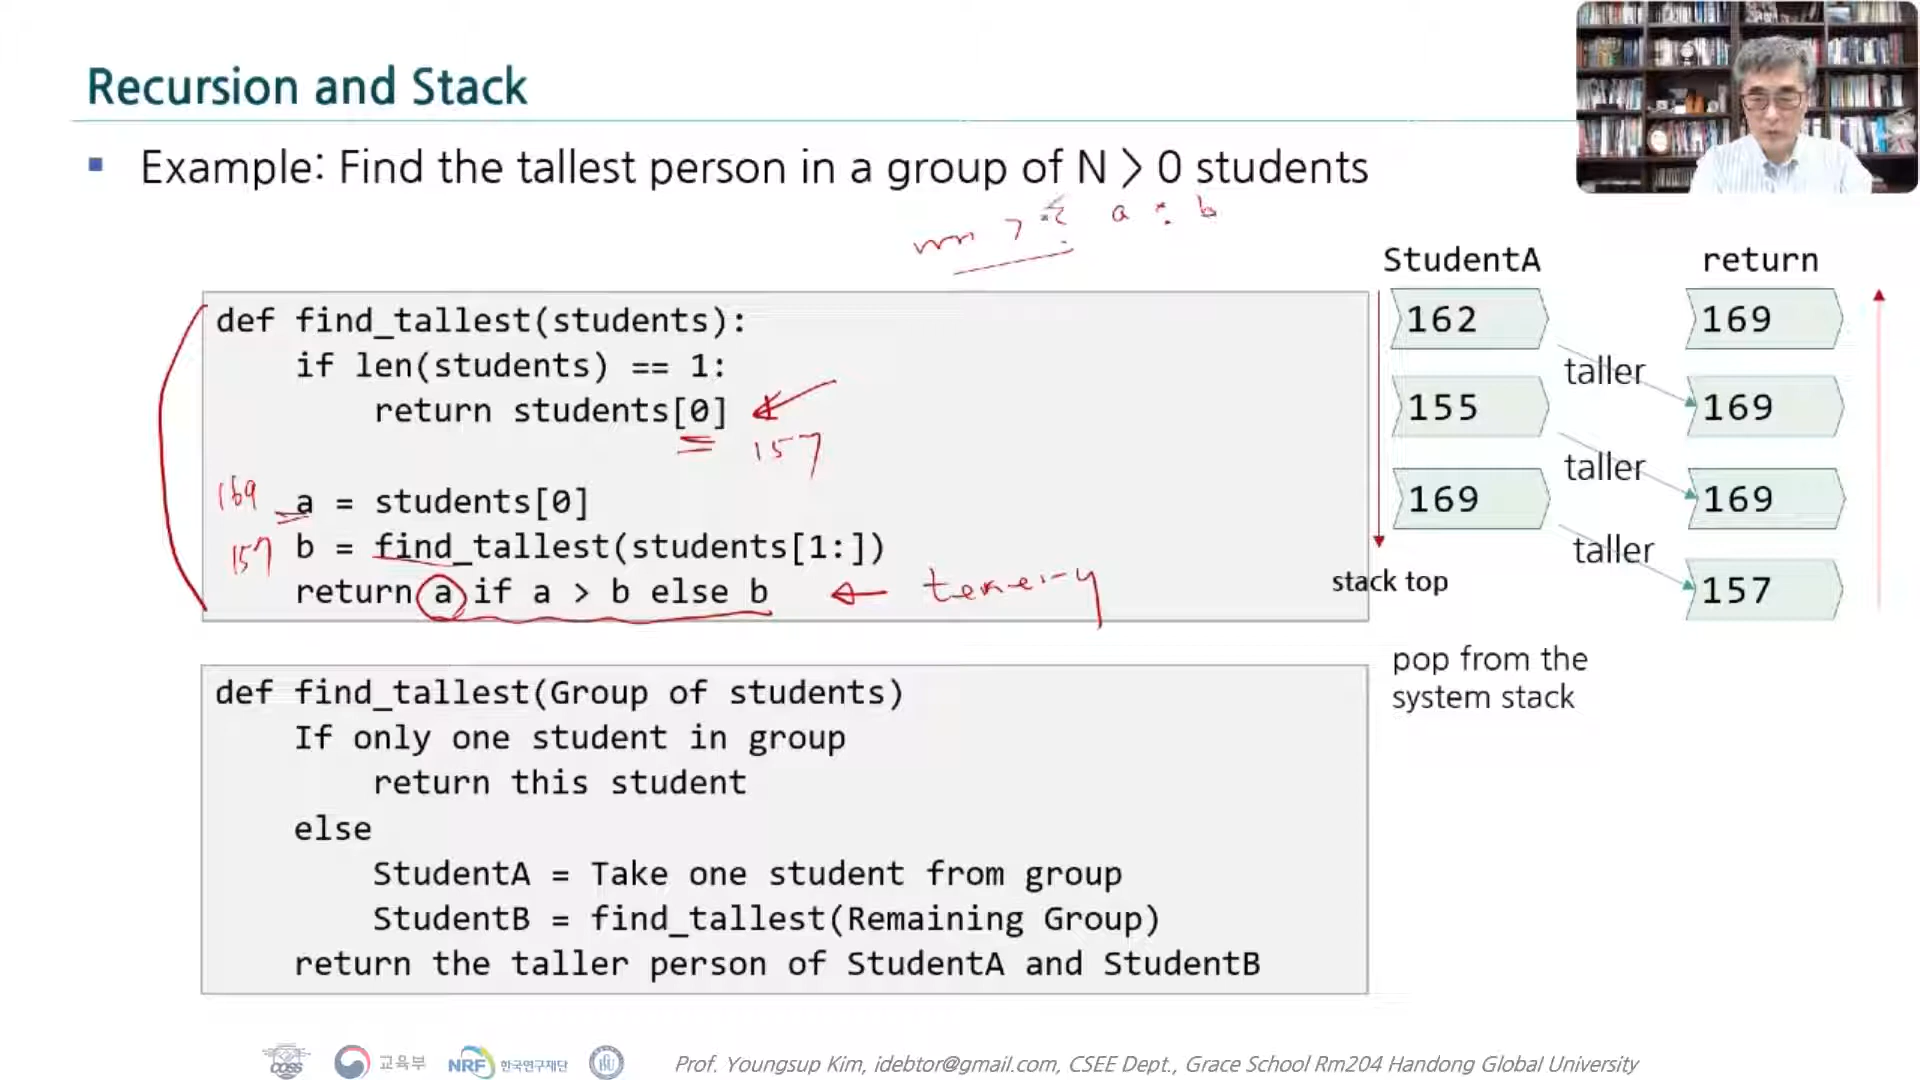 Recursion and Stack
Example: Find the tallest person in a group of N > 0 students
a : b
def find_tallest(students):
if len(students) == 1:
return students[0]
157
169 a = students[0]
157 b = find_tallest(students[1:])
return a if a > b else b
StudentA return
162 169
taller
155 169
taller
169 169
taller
stack top 157
pop from the
system stack
def find_tallest(Group of students)
If only one student in group
return this student
else
StudentA = Take one student from group
StudentB = find_tallest(Remaining Group)
return the taller person of StudentA and StudentB
COSS 교육부 NRF 한국연구재단
Prof. Youngsup Kim, idebtor@gmail.com, CSEE Dept., Grace School Rm204 Handong Global University